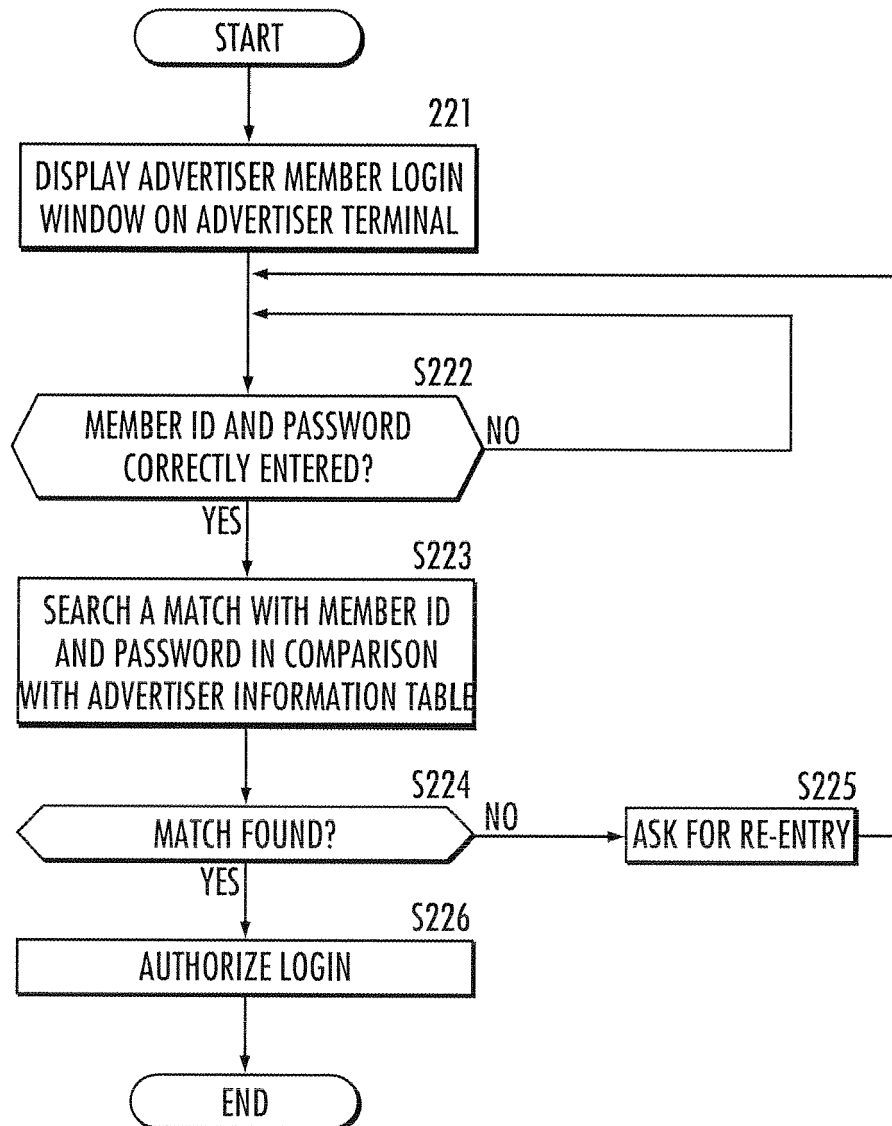 START
221
DISPLAY ADVERTISER MEMBER LOGIN
WINDOW ON ADVERTISER TERMINAL
S222
MEMBER ID AND PASSWORD
CORRECTLY ENTERED?
NO
YES
S223
SEARCH A MATCH WITH MEMBER ID
AND PASSWORD IN COMPARISON
WITH ADVERTISER INFORMATION TABLE
S224
MATCH FOUND?
NO
S225
ASK FOR RE-ENTRY
YES
S226
AUTHORIZE LOGIN
END